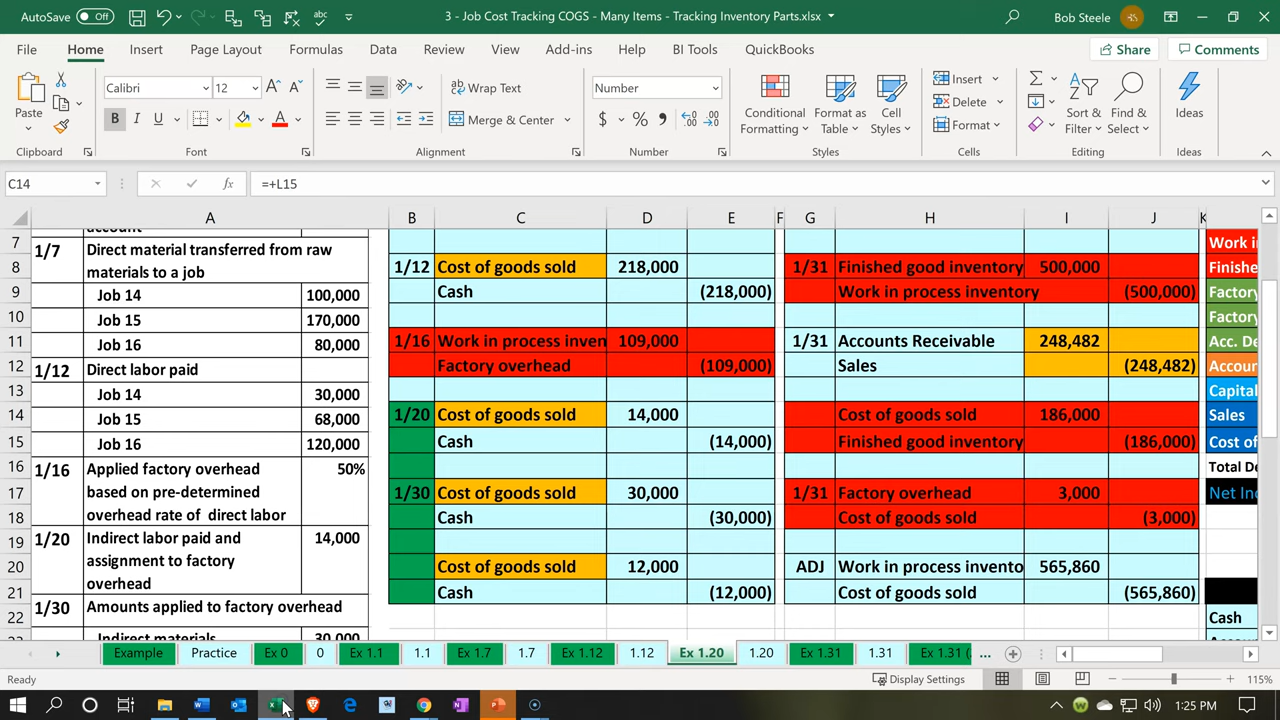 AutoSave Off
3 - Job Cost Tracking COGS - Many Items - Tracking Inventory Parts.xlsx
Bob Steele
File Home Insert Page Layout Formulas Data Review View Add-ins Help BI Tools QuickBooks Share Comments
Paste
Calibri 12
Wrap Text
Number
Conditional Formatting
Format as Table
Cell Styles
Insert
Delete
Format
Sort & Filter
Find & Select
Ideas
B I U
Merge & Center
$ % ,
Clipboard Font Alignment Number Styles Cells Editing Ideas
C14 fx =+L15
A B C D E F G H I J K
account
7 1/7 Direct material transferred from raw
materials to a job
Work i
8 1/12 Cost of goods sold 218,000 1/31 Finished good inventory 500,000
Finishe
9 Job 14 100,000 Cash (218,000) Work in process inventory (500,000)
Factory
10 Job 15 170,000
Factor
11 Job 16 80,000 1/16 Work in process inven 109,000 1/31 Accounts Receivable 248,482
Acc. De
12 1/12 Direct labor paid Factory overhead (109,000) Sales (248,482)
Accour
13 Job 14 30,000
Capital
14 Job 15 68,000 1/20 Cost of goods sold 14,000 Cost of goods sold 186,000
Sales
15 Job 16 120,000 Cash (14,000) Finished good inventory (186,000)
Cost of
16 1/16 Applied factory overhead 50%
Total De
17 based on pre-determined 1/30 Cost of goods sold 30,000 1/31 Factory overhead 3,000
Net Inc
18 overhead rate of direct labor Cash (30,000) Cost of goods sold (3,000)
19 1/20 Indirect labor paid and 14,000
20 assignment to factory Cost of goods sold 12,000 ADJ Work in process invento 565,860
21 overhead Cash (12,000) Cost of goods sold (565,860)
22 1/30 Amounts applied to factory overhead
Cash
Indirect materials 30,000
Example Practice Ex 0 0 Ex 1.1 1.1 Ex 1.7 1.7 Ex 1.12 1.12 Ex 1.20 1.20 Ex 1.31 1.31 Ex 1.31 ( ...
Ready Display Settings 115%
1:25 PM